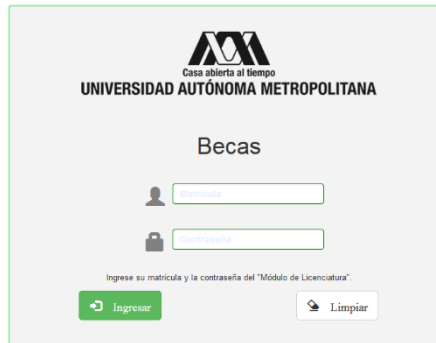 Casa abierta al tiempo
UNIVERSIDAD AUTÓNOMA METROPOLITANA
Becas
Matrícula
Contraseña
Ingrese su matrícula y la contraseña del "Módulo de Licenciatura".
Ingresar
Limpiar